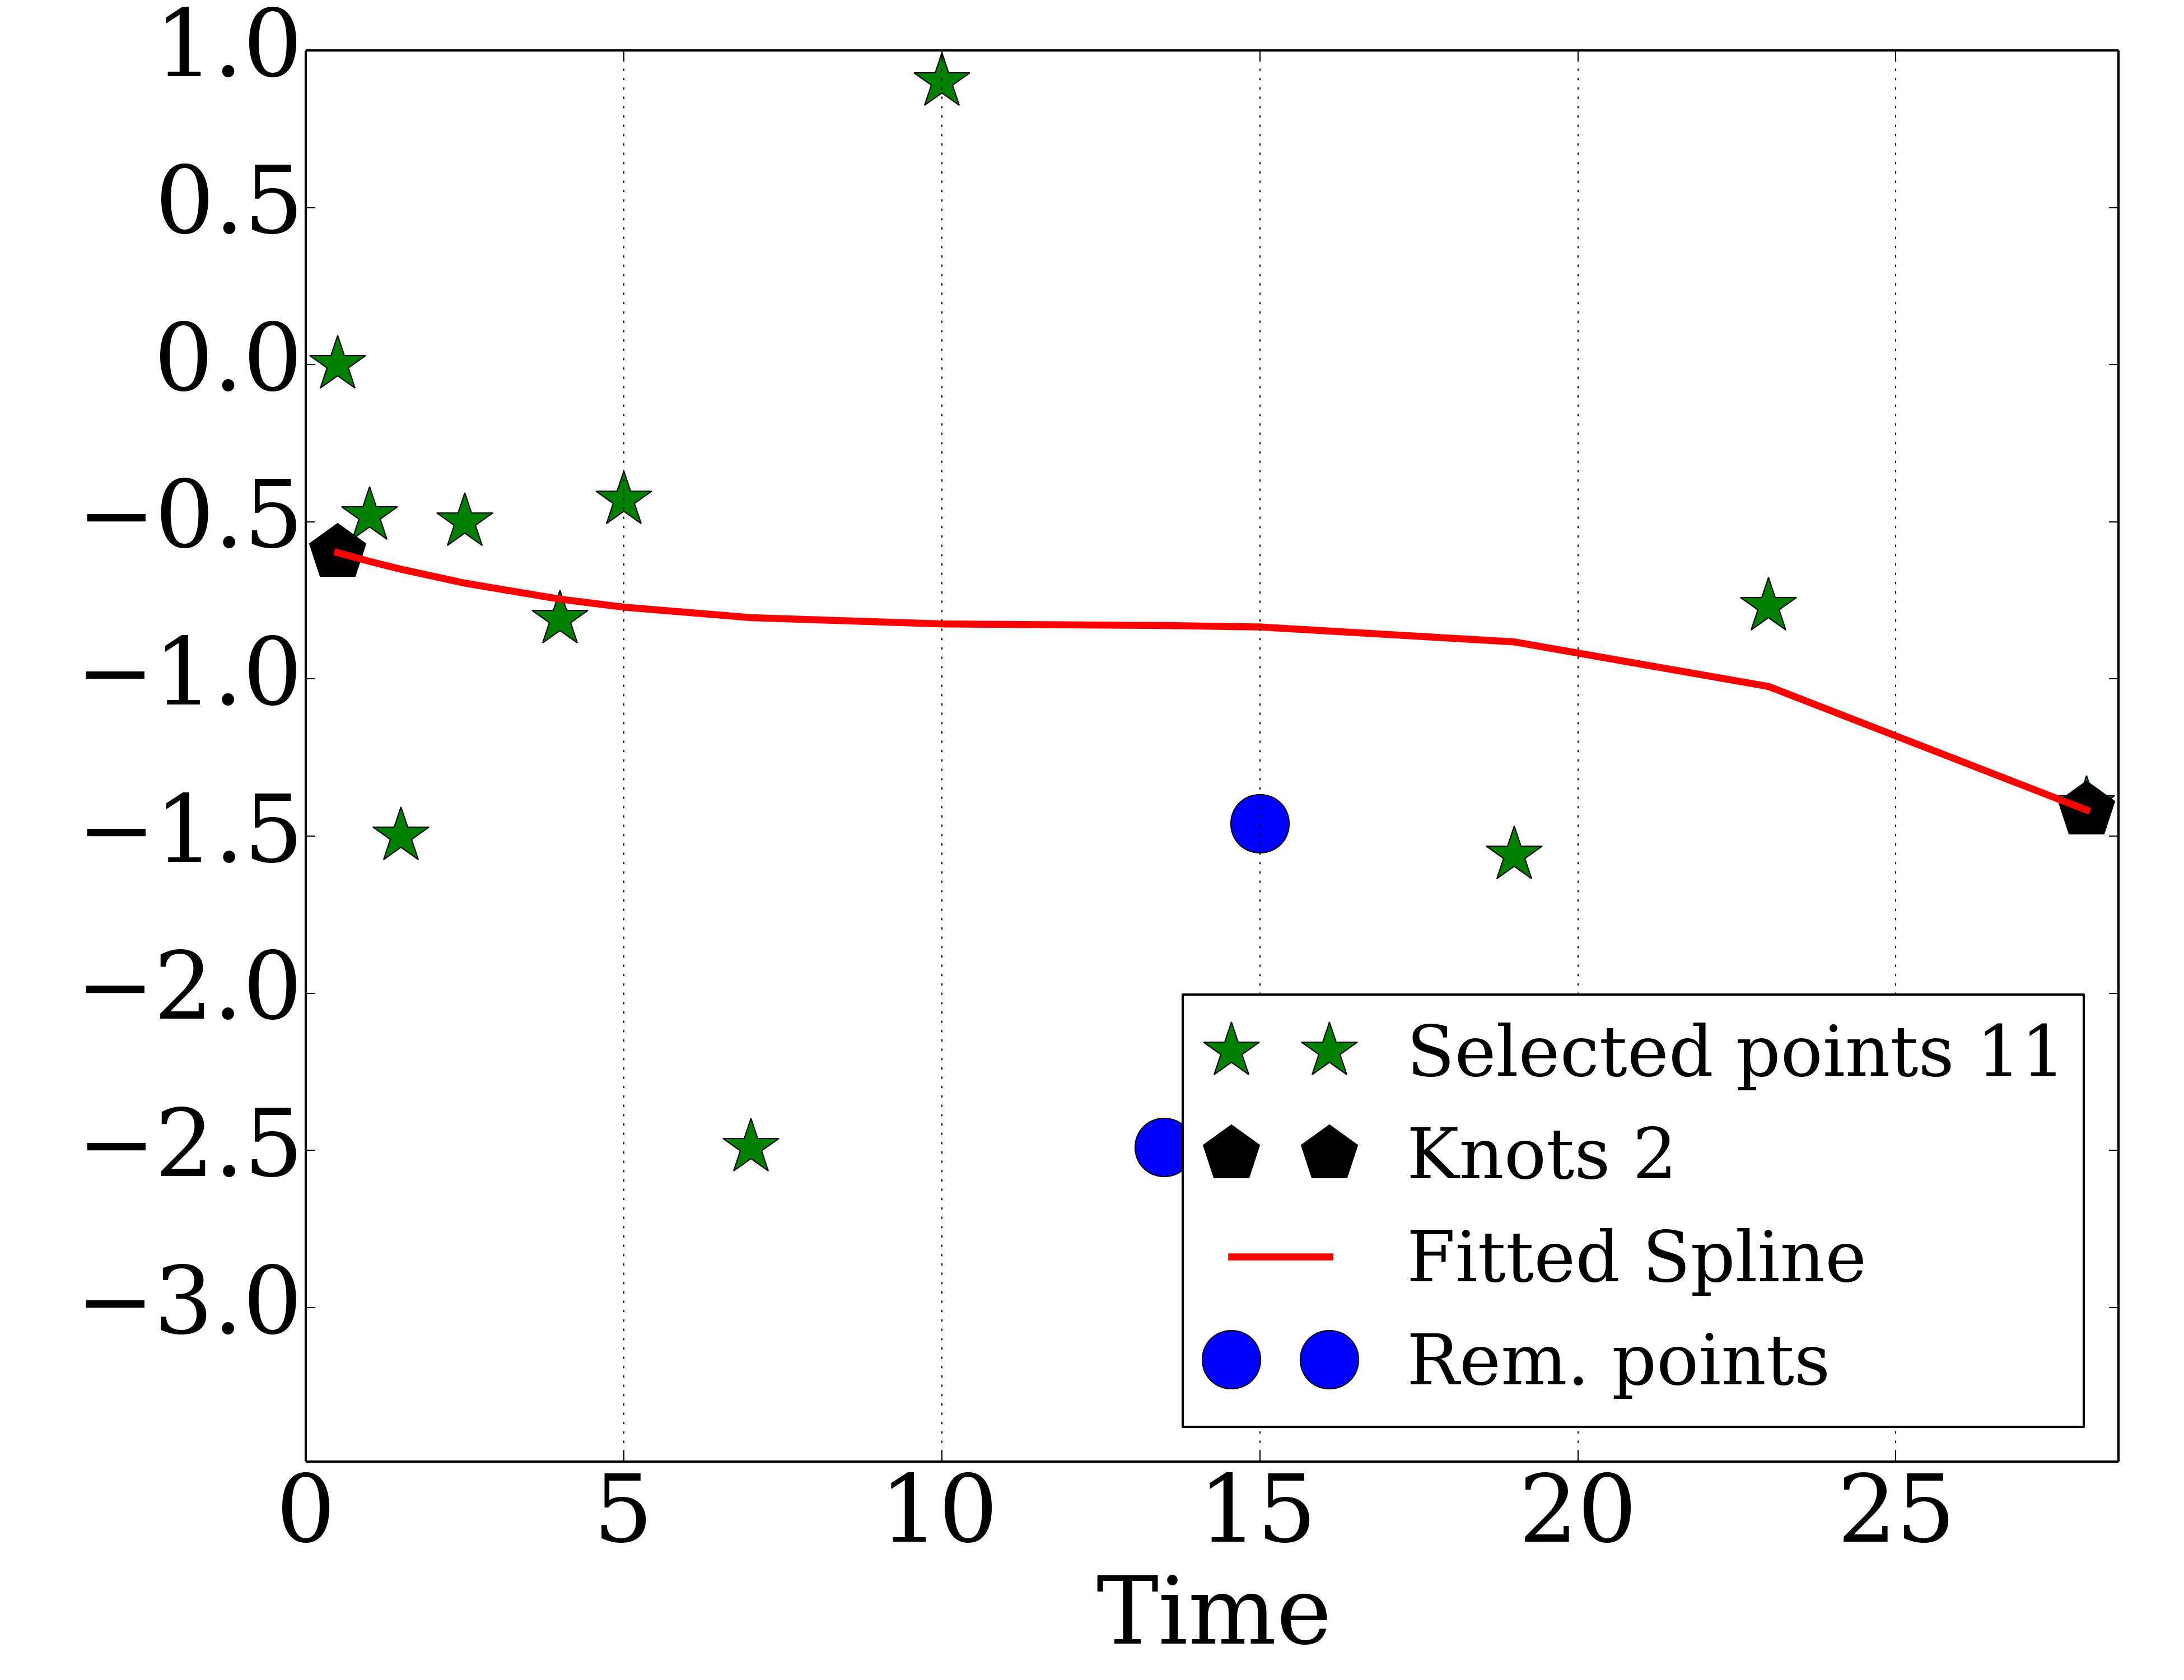 1.0
0.5
0.0
−0.5
−1.0
−1.5
−2.0
−2.5
−3.0
Selected points 11
Knots 2
Fitted Spline
Rem. points
0 5 10 15 20 25
Time